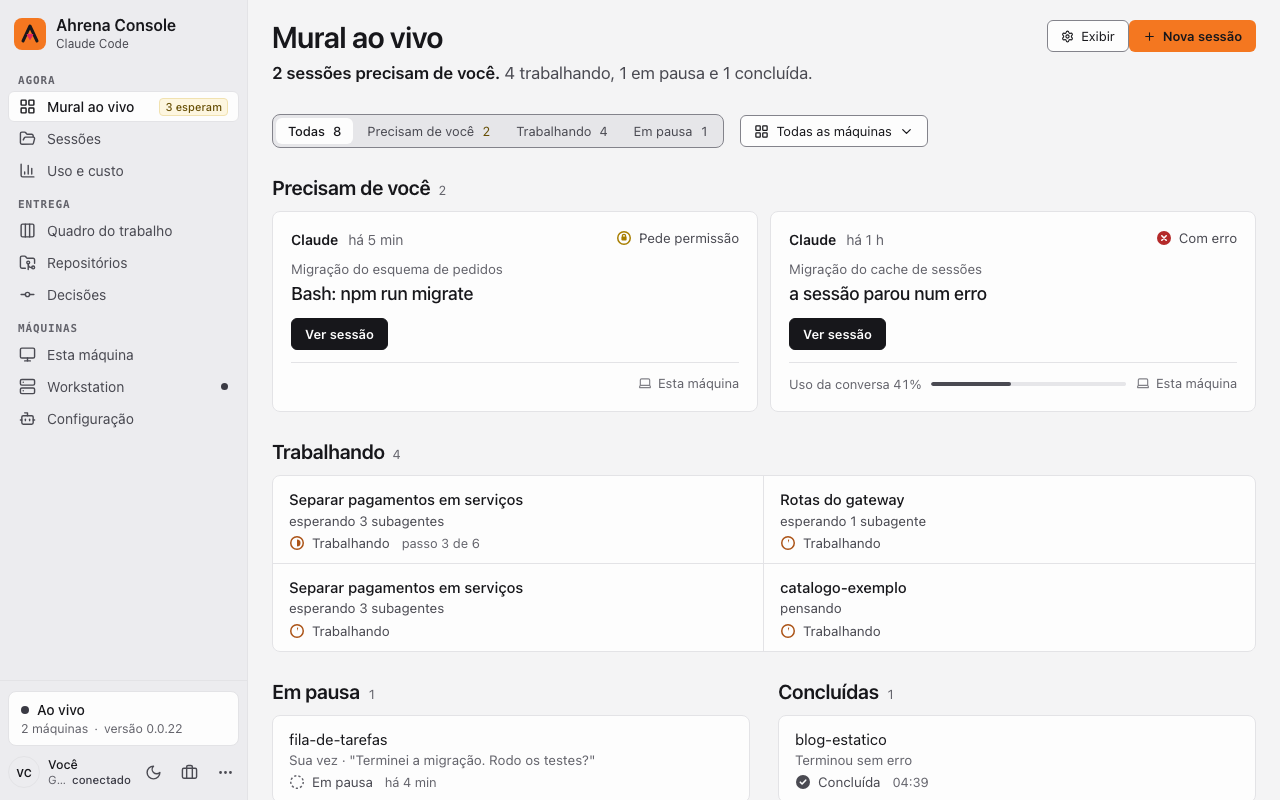 Ahrena Console
Claude Code
AGORA
Mural ao vivo 3 esperam
Sessões
Uso e custo
ENTREGA
Quadro do trabalho
Repositórios
Decisões
MÁQUINAS
Esta máquina
Workstation
Configuração
Ao vivo
2 máquinas · versão 0.0.22
VC
Você
G... conectado
Mural ao vivo
Exibir
+ Nova sessão
2 sessões precisam de você. 4 trabalhando, 1 em pausa e 1 concluída.
Todas 8
Precisam de você 2
Trabalhando 4
Em pausa 1
Todas as máquinas
Precisam de você 2
Claude há 5 min
Pede permissão
Migração do esquema de pedidos
Bash: npm run migrate
Ver sessão
Esta máquina
Claude há 1 h
Com erro
Migração do cache de sessões
a sessão parou num erro
Ver sessão
Uso da conversa 41%
Esta máquina
Trabalhando 4
Separar pagamentos em serviços
esperando 3 subagentes
Trabalhando passo 3 de 6
Rotas do gateway
esperando 1 subagente
Trabalhando
Separar pagamentos em serviços
esperando 3 subagentes
Trabalhando
catalogo-exemplo
pensando
Trabalhando
Em pausa 1
fila-de-tarefas
Sua vez · "Terminei a migração. Rodo os testes?"
Em pausa há 4 min
Concluídas 1
blog-estatico
Terminou sem erro
Concluída 04:39